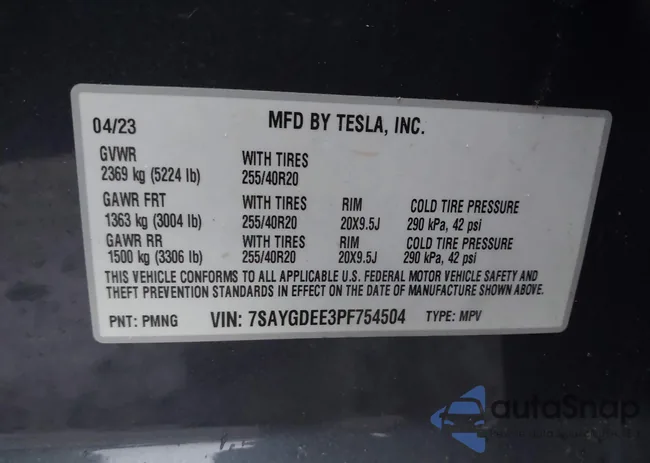 04/23 MFD BY TESLA, INC.
GVWR WITH TIRES
2369 kg (5224 lb) 255/40R20
GAWR FRT WITH TIRES RIM COLD TIRE PRESSURE
1363 kg (3004 lb) 255/40R20 20X9.5J 290 kPa, 42 psi
GAWR RR WITH TIRES RIM COLD TIRE PRESSURE
1500 kg (3306 lb) 255/40R20 20X9.5J 290 kPa, 42 psi
THIS VEHICLE CONFORMS TO ALL APPLICABLE U.S. FEDERAL MOTOR VEHICLE SAFETY AND
THEFT PREVENTION STANDARDS IN EFFECT ON THE DATE OF MANUFACTURE SHOWN ABOVE.
PNT: PMNG VIN: 7SAYGDEE3PF754504 TYPE: MPV
autoSnap